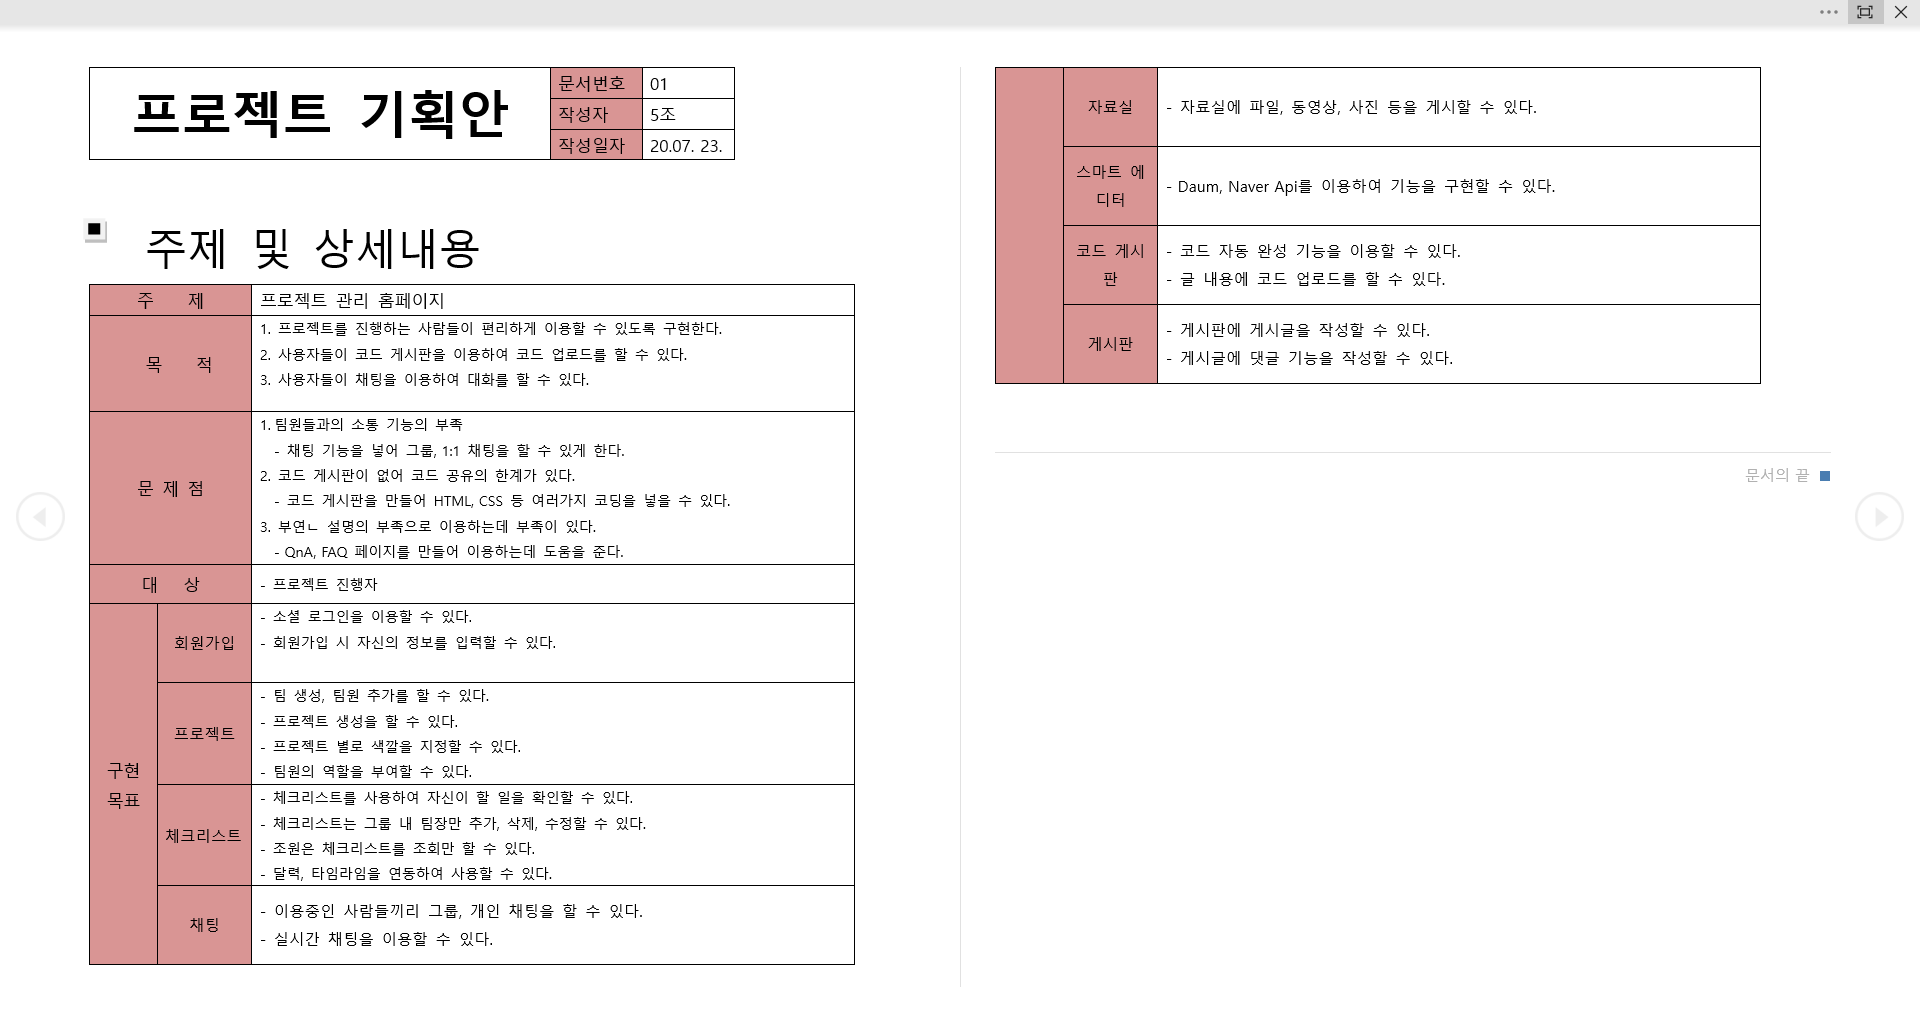 프로젝트 기획안
문서번호 01
작성자 5조
작성일자 20.07. 23.
주제 및 상세내용
주 제 프로젝트 관리 홈페이지
목 적
1. 프로젝트를 진행하는 사람들이 편리하게 이용할 수 있도록 구현한다.
2. 사용자들이 코드 게시판을 이용하여 코드 업로드를 할 수 있다.
3. 사용자들이 채팅을 이용하여 대화를 할 수 있다.
문 제 점
1. 팀원들과의 소통 기능의 부족
- 채팅 기능을 넣어 그룹, 1:1 채팅을 할 수 있게 한다.
2. 코드 게시판이 없어 코드 공유의 한계가 있다.
- 코드 게시판을 만들어 HTML, CSS 등 여러가지 코딩을 넣을 수 있다.
3. 부연ㄴ 설명의 부족으로 이용하는데 부족이 있다.
- QnA, FAQ 페이지를 만들어 이용하는데 도움을 준다.
대 상 - 프로젝트 진행자
구현
목표
회원가입
- 소셜 로그인을 이용할 수 있다.
- 회원가입 시 자신의 정보를 입력할 수 있다.
프로젝트
- 팀 생성, 팀원 추가를 할 수 있다.
- 프로젝트 생성을 할 수 있다.
- 프로젝트 별로 색깔을 지정할 수 있다.
- 팀원의 역할을 부여할 수 있다.
체크리스트
- 체크리스트를 사용하여 자신이 할 일을 확인할 수 있다.
- 체크리스트는 그룹 내 팀장만 추가, 삭제, 수정할 수 있다.
- 조원은 체크리스트를 조회만 할 수 있다.
- 달력, 타임라임을 연동하여 사용할 수 있다.
채팅
- 이용중인 사람들끼리 그룹, 개인 채팅을 할 수 있다.
- 실시간 채팅을 이용할 수 있다.
자료실 - 자료실에 파일, 동영상, 사진 등을 게시할 수 있다.
스마트 에
디터
- Daum, Naver Api를 이용하여 기능을 구현할 수 있다.
코드 게시
판
- 코드 자동 완성 기능을 이용할 수 있다.
- 글 내용에 코드 업로드를 할 수 있다.
게시판
- 게시판에 게시글을 작성할 수 있다.
- 게시글에 댓글 기능을 작성할 수 있다.
문서의 끝